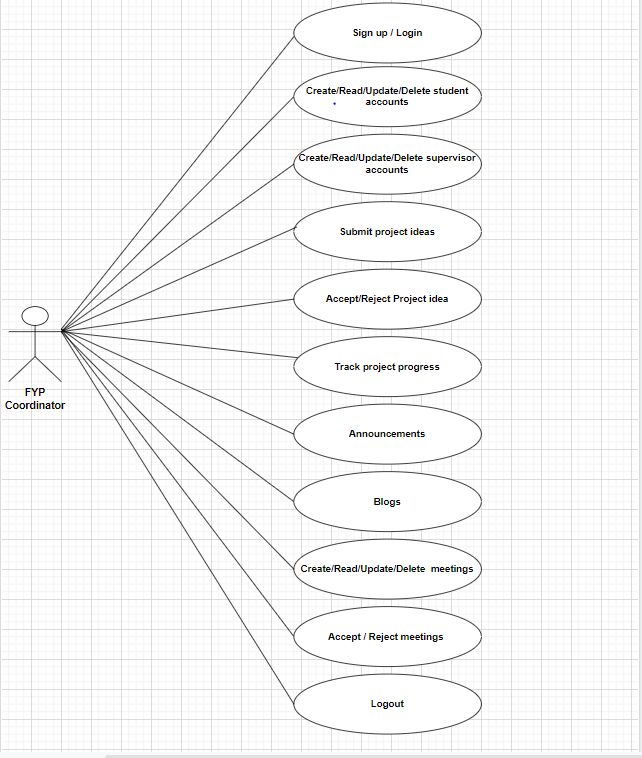 Sign up / Login
Create/Read/Update/Delete student
accounts
Create/Read/Update/Delete supervisor
accounts
Submit project ideas
Accept/Reject Project idea
Track project progress
FYP
Coordinator
Announcements
Blogs
Create/Read/Update/Delete  meetings
Accept / Reject meetings
Logout